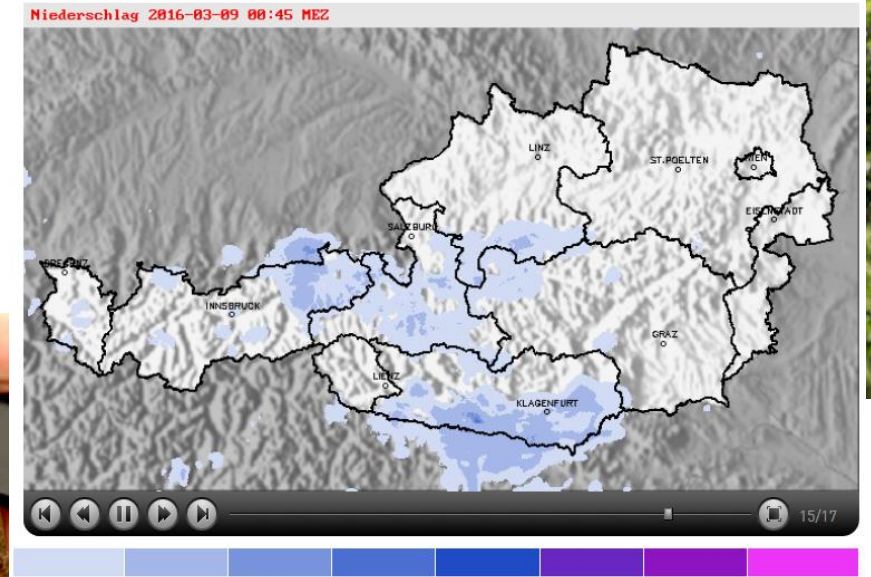 Niederschlag 2016-03-09 00:45 MEZ
LINZ
ST.POELTEN
WIEN
EISENSTADT
SALZBURG
BREGENZ
INNSBRUCK
GRAZ
LIENZ
KLAGENFURT
15/17